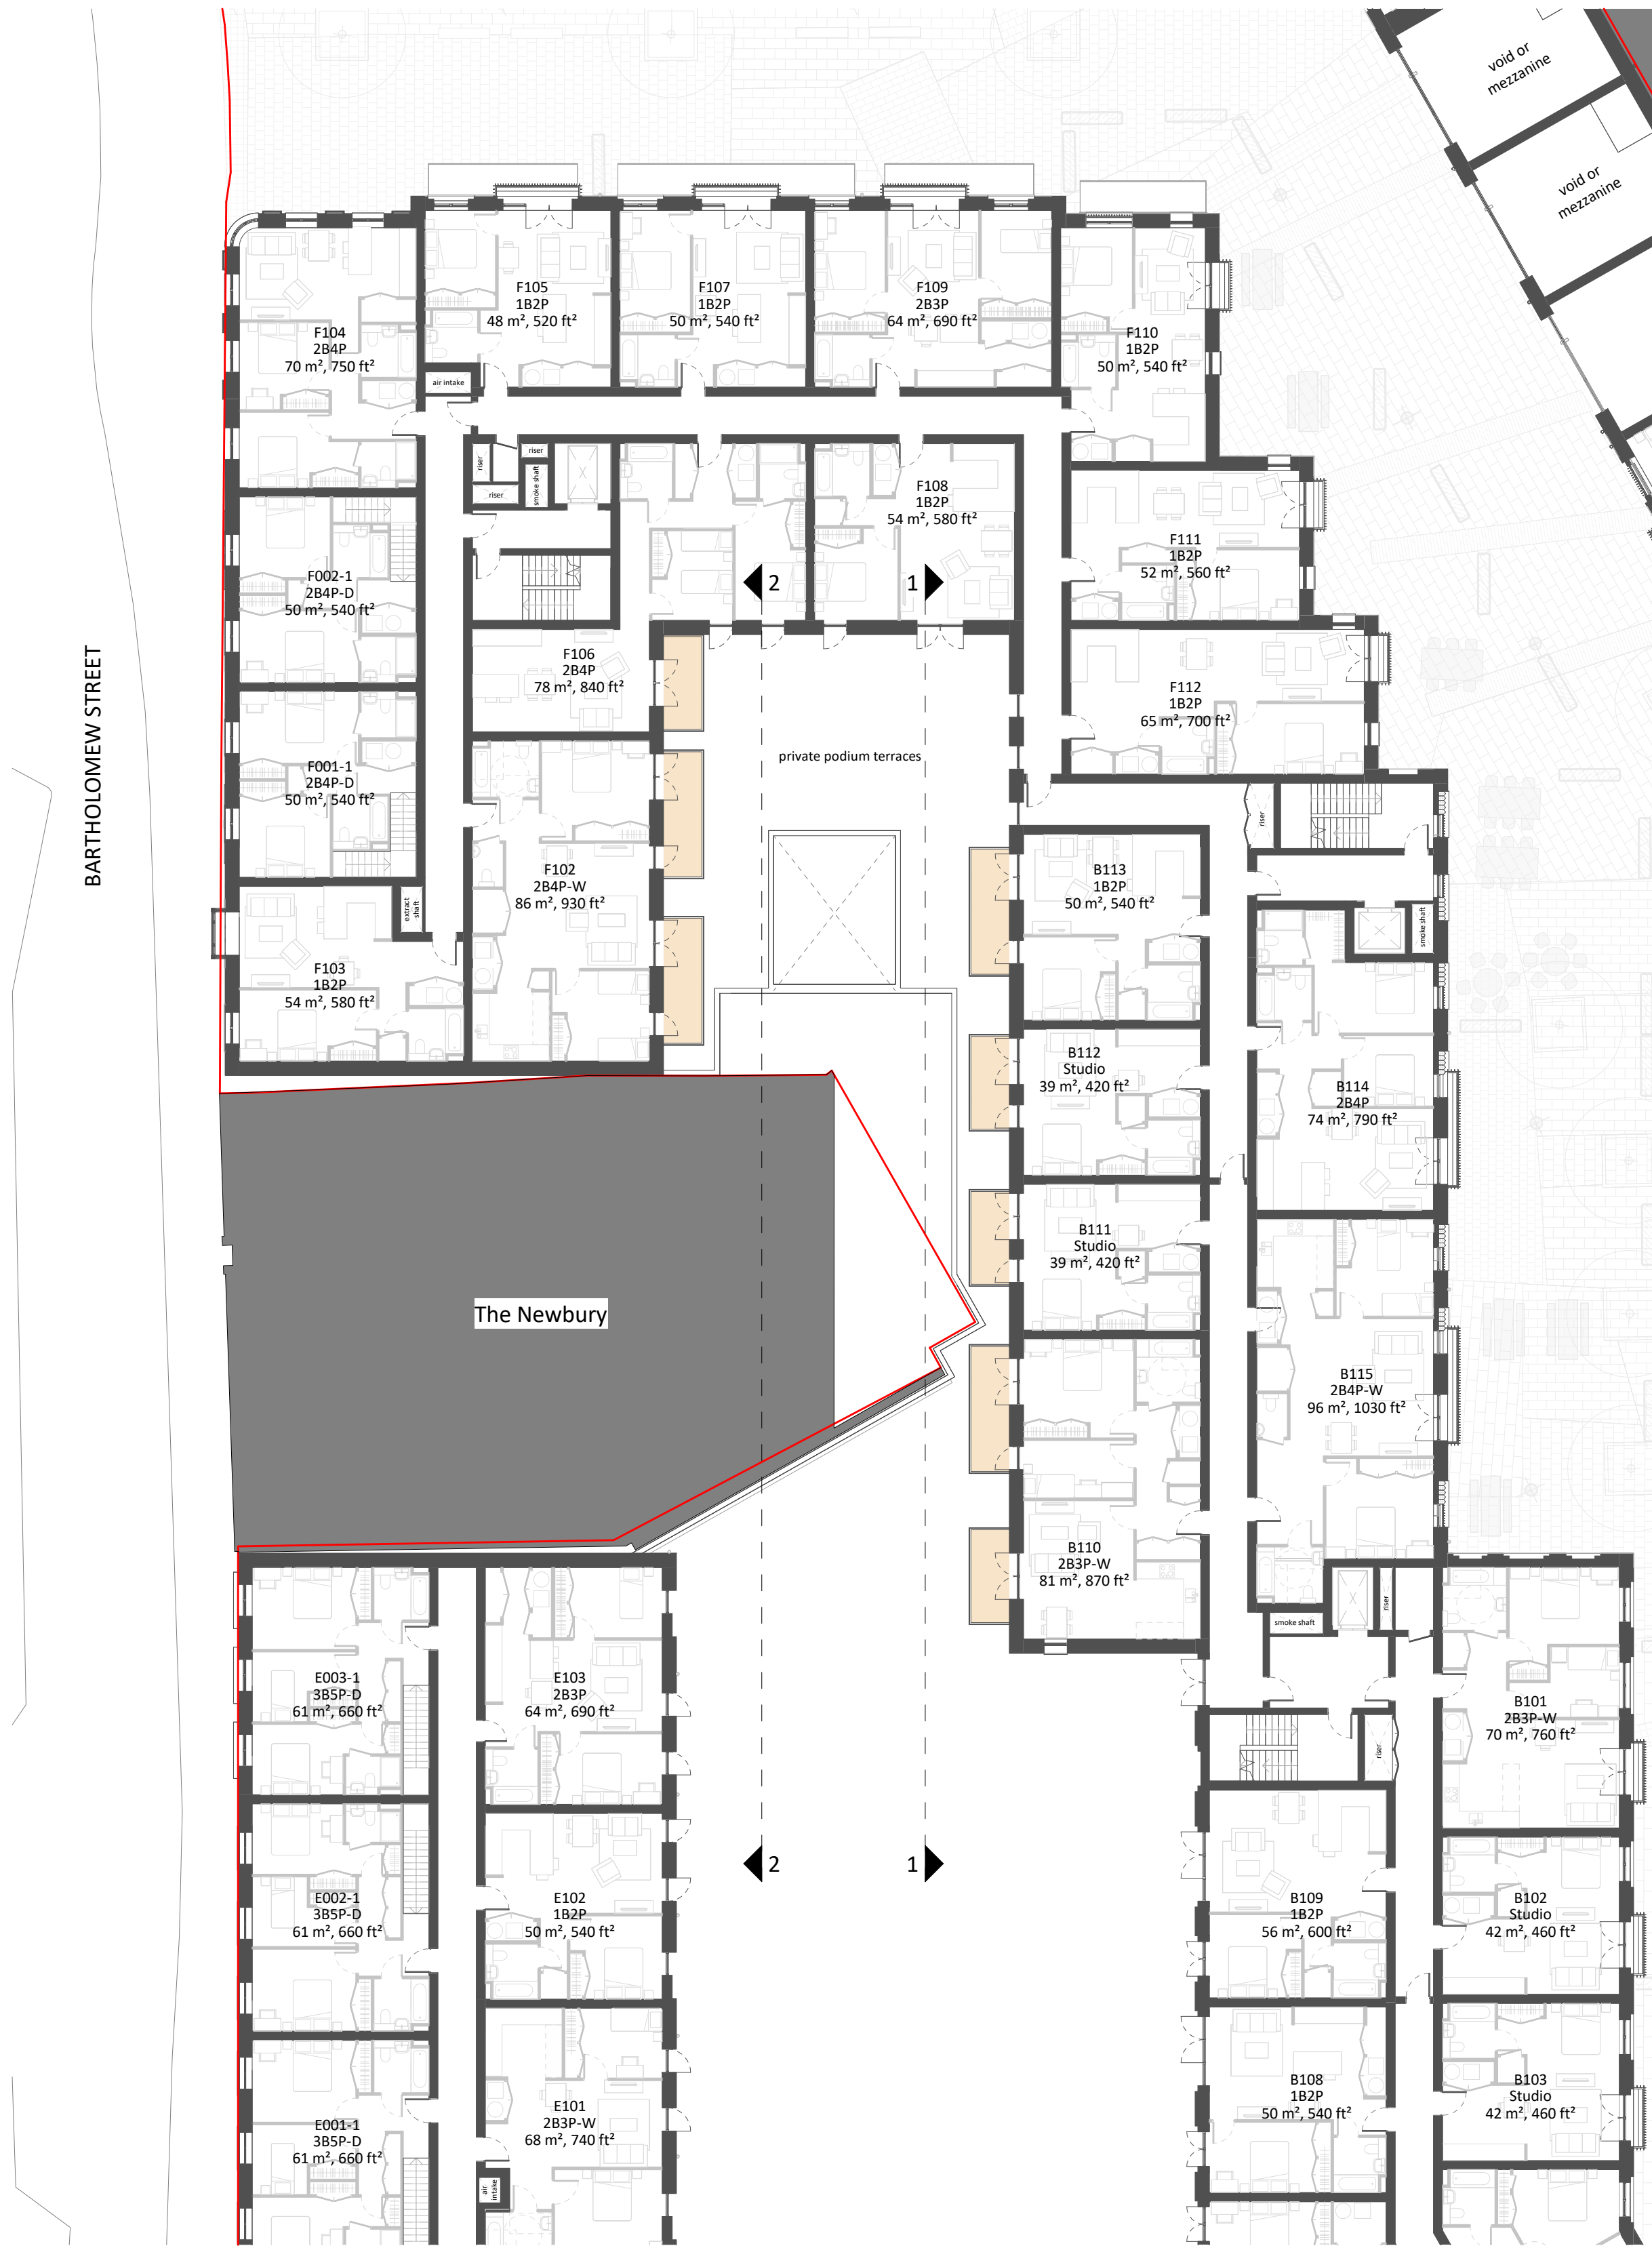 void or
mezzanine
void or
mezzanine
F105
1B2P
48 m², 520 ft²
F107
1B2P
50 m², 540 ft²
F109
2B3P
64 m², 690 ft²
F104
2B4P
70 m², 750 ft²
F110
1B2P
50 m², 540 ft²
air intake
riser
riser
riser
smoke shaft
F108
1B2P
54 m², 580 ft²
F111
1B2P
52 m², 560 ft²
F002-1
2B4P-D
50 m², 540 ft²
2
1
F106
2B4P
78 m², 840 ft²
F112
1B2P
65 m², 700 ft²
BARTHOLOMEW STREET
private podium terraces
F001-1
2B4P-D
50 m², 540 ft²
riser
F102
2B4P-W
86 m², 930 ft²
B113
1B2P
50 m², 540 ft²
extract
shaft
smoke shaft
F103
1B2P
54 m², 580 ft²
B112
Studio
39 m², 420 ft²
B114
2B4P
74 m², 790 ft²
B111
Studio
39 m², 420 ft²
The Newbury
B115
2B4P-W
96 m², 1030 ft²
B110
2B3P-W
81 m², 870 ft²
smoke shaft
riser
E003-1
3B5P-D
61 m², 660 ft²
E103
2B3P
64 m², 690 ft²
B101
2B3P-W
70 m², 760 ft²
riser
2
1
E002-1
3B5P-D
61 m², 660 ft²
E102
1B2P
50 m², 540 ft²
B109
1B2P
56 m², 600 ft²
B102
Studio
42 m², 460 ft²
E001-1
3B5P-D
61 m², 660 ft²
E101
2B3P-W
68 m², 740 ft²
B108
1B2P
50 m², 540 ft²
B103
Studio
42 m², 460 ft²
air
intake